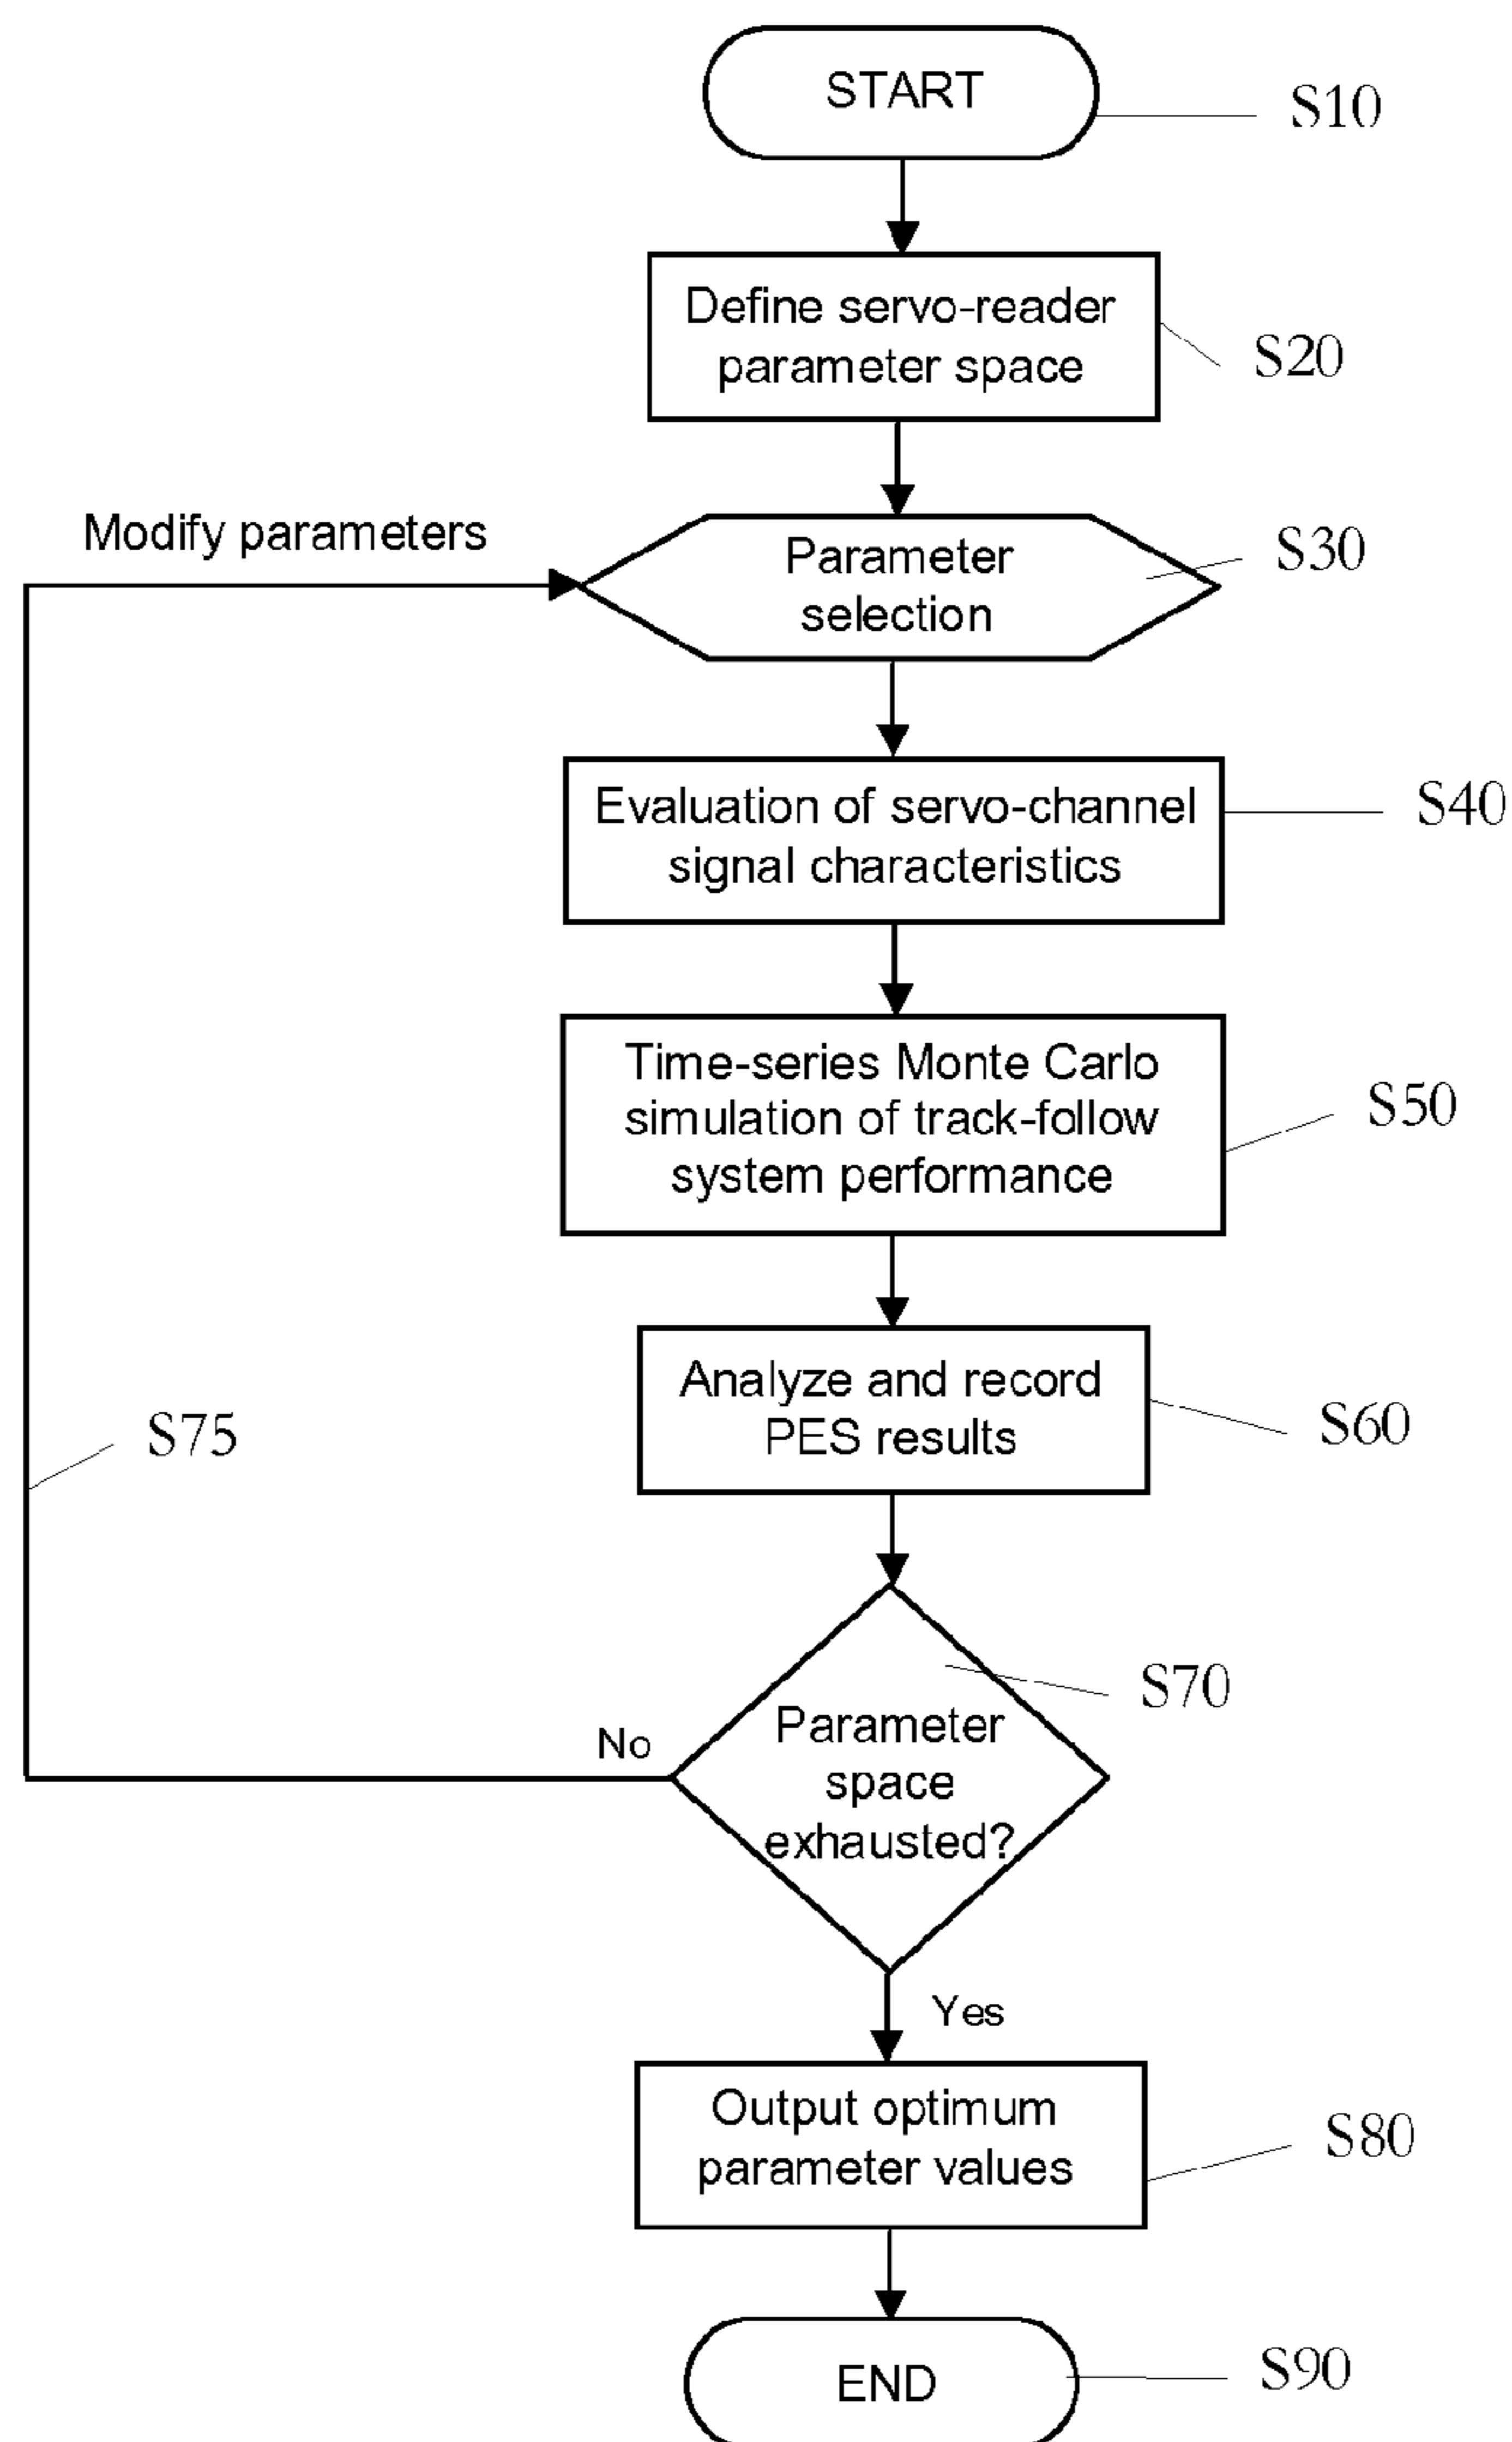 START
S10
Define servo-reader
parameter space
S20
Modify parameters
Parameter
selection
S30
Evaluation of servo-channel
signal characteristics
S40
Time-series Monte Carlo
simulation of track-follow
system performance
S50
Analyze and record
PES results
S60
S75
S70
No
Parameter
space
exhausted?
Yes
Output optimum
parameter values
S80
END
S90